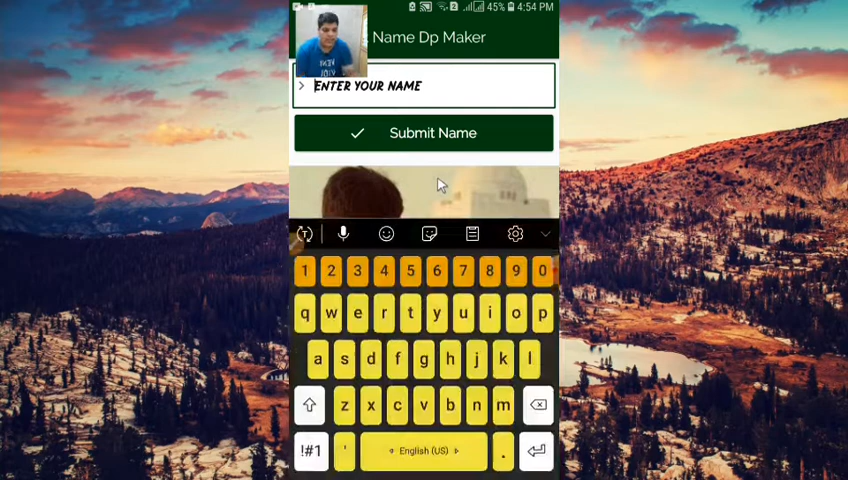 45% 4:54 PM
Name Dp Maker
ENTER YOUR NAME
Submit Name
1 2 3 4 5 6 7 8 9 0
q w e r t y u i o p
a s d f g h j k l
z x c v b n m
!#1 ' English (US) .